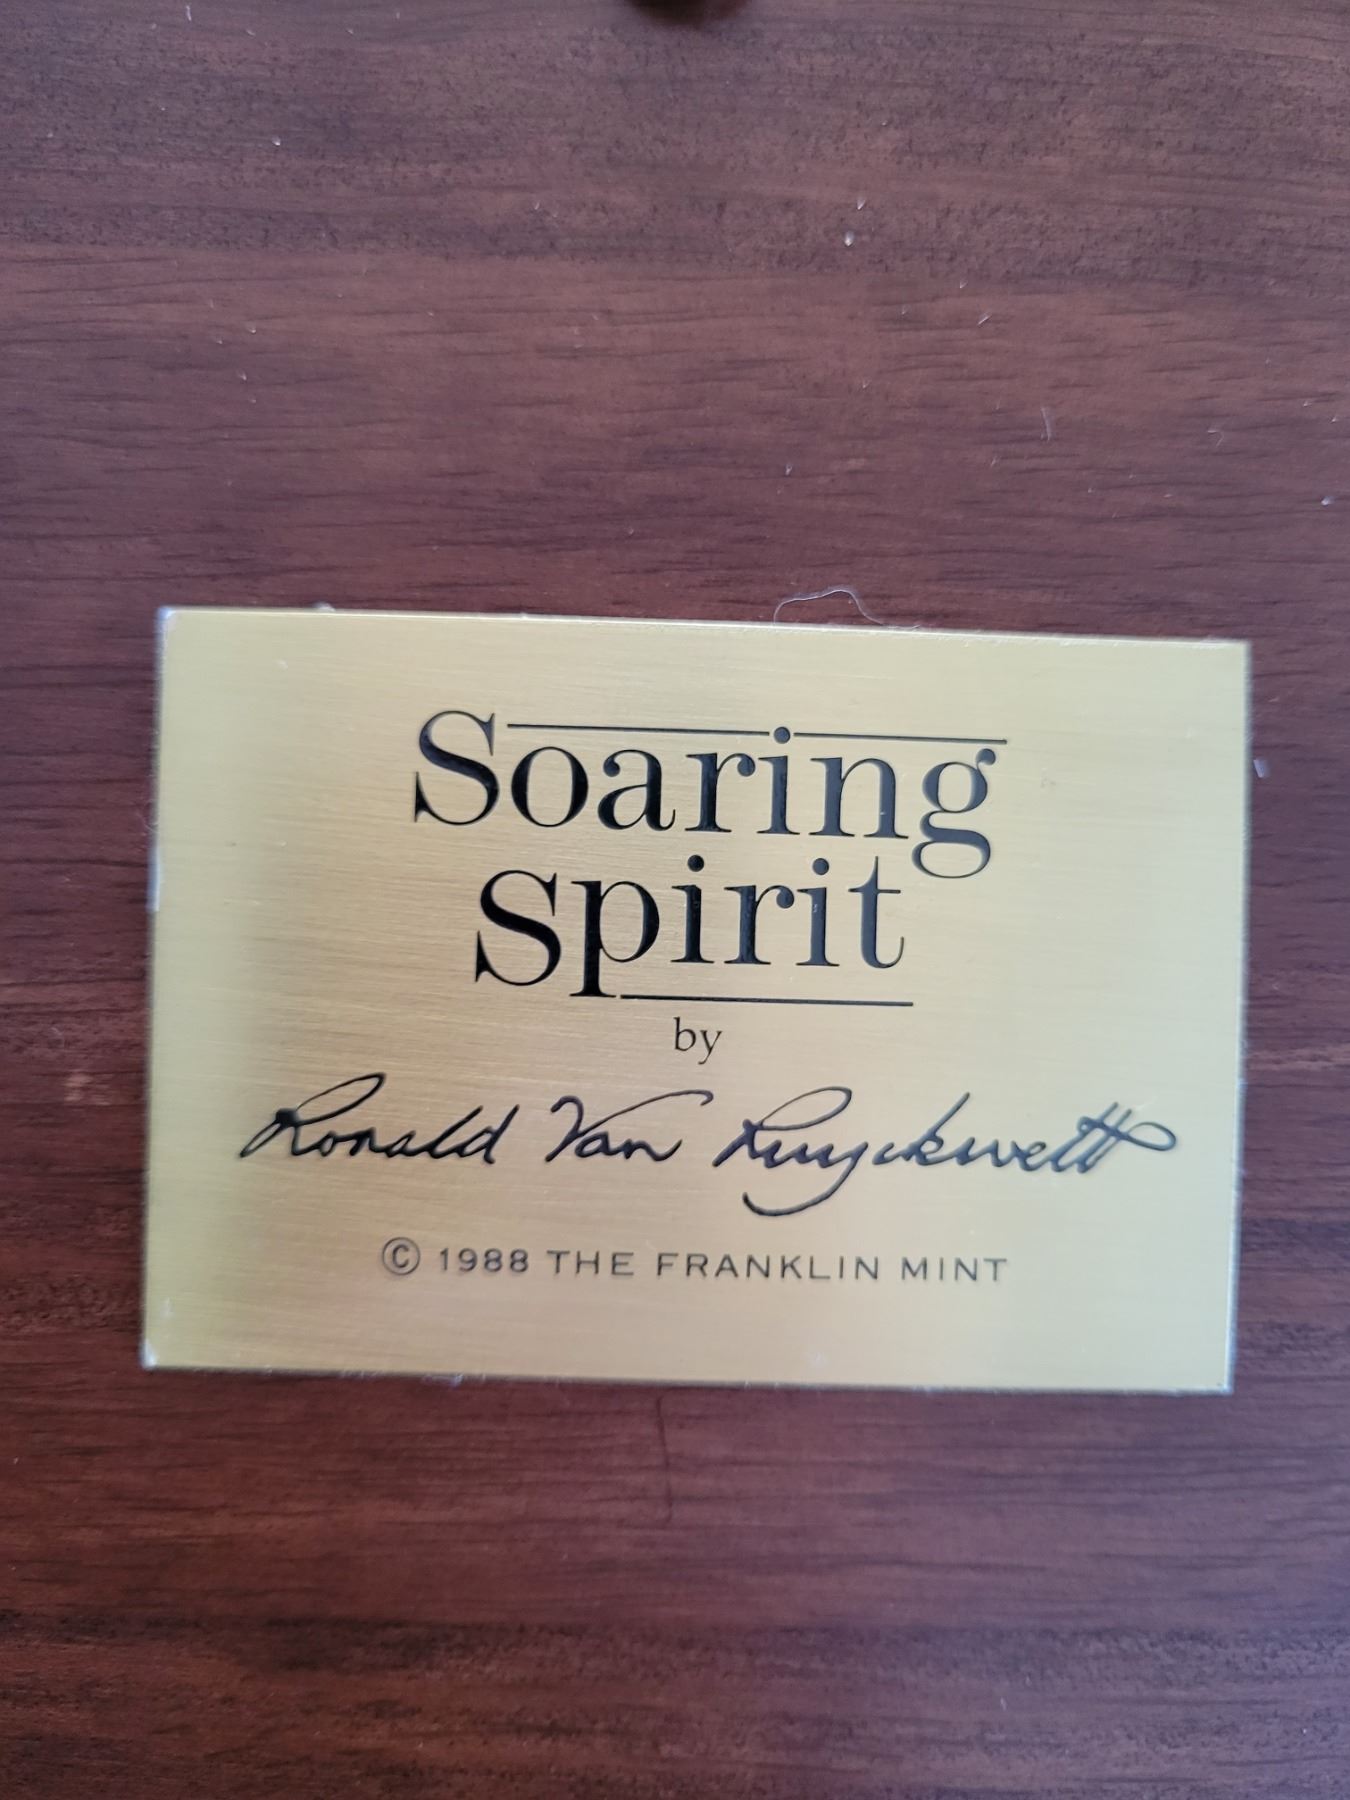 Soaring
Spirit
by
Ronald Van Ruyckevelt
© 1988 THE FRANKLIN MINT